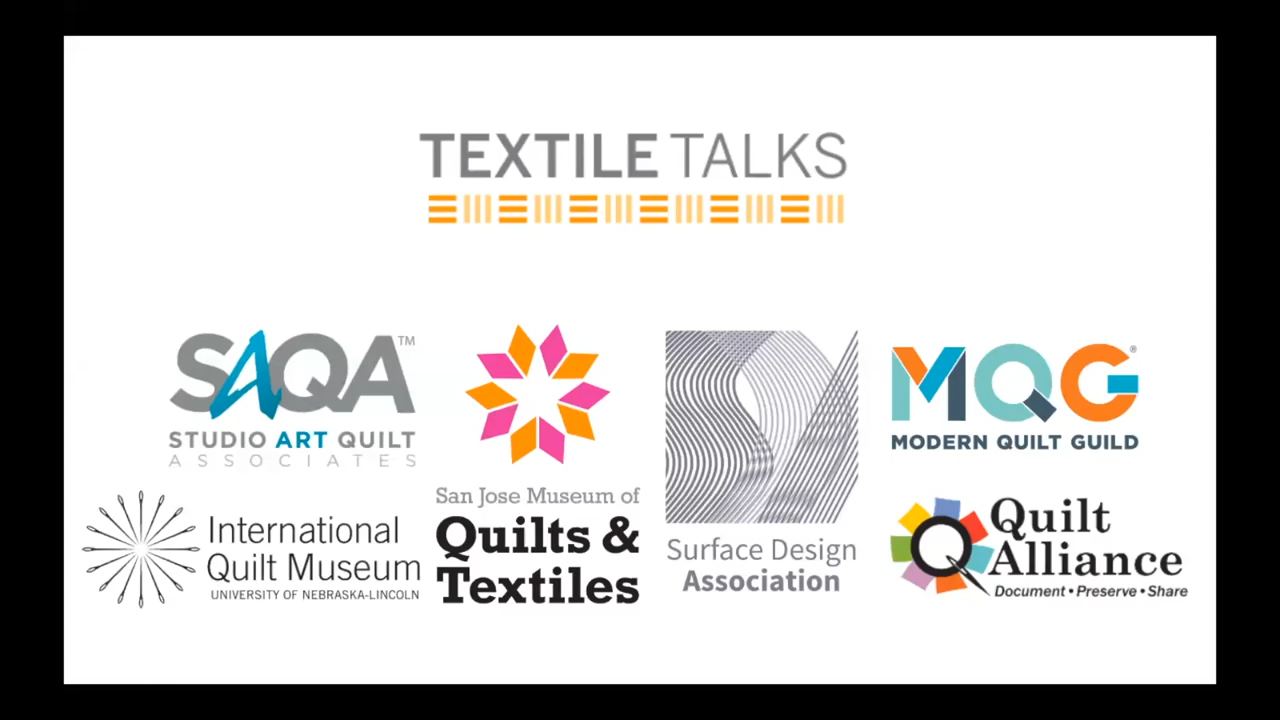 TEXTILE TALKS
SAQA™
STUDIO ART QUILT
ASSOCIATES
International
Quilt Museum
UNIVERSITY OF NEBRASKA-LINCOLN
San Jose Museum of
Quilts &
Textiles
Surface Design
Association
MQG®
MODERN QUILT GUILD
Quilt
Alliance
Document • Preserve • Share